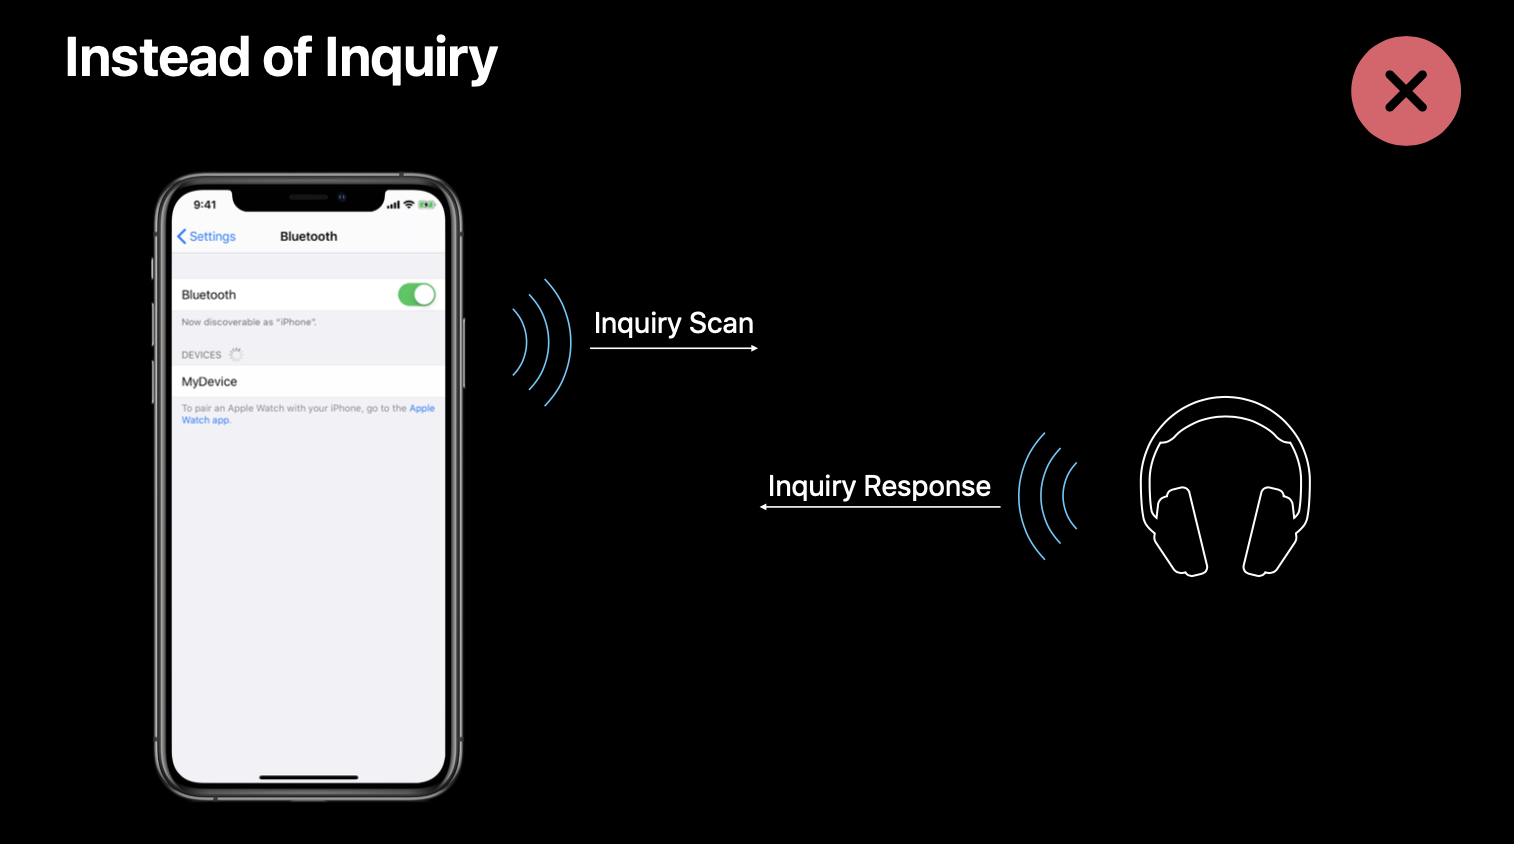 Instead of Inquiry
9:41
Settings
Bluetooth
Bluetooth
Now discoverable as “iPhone”.
DEVICES
MyDevice
To pair an Apple Watch with your iPhone, go to the Apple
Watch app.
Inquiry Scan
Inquiry Response